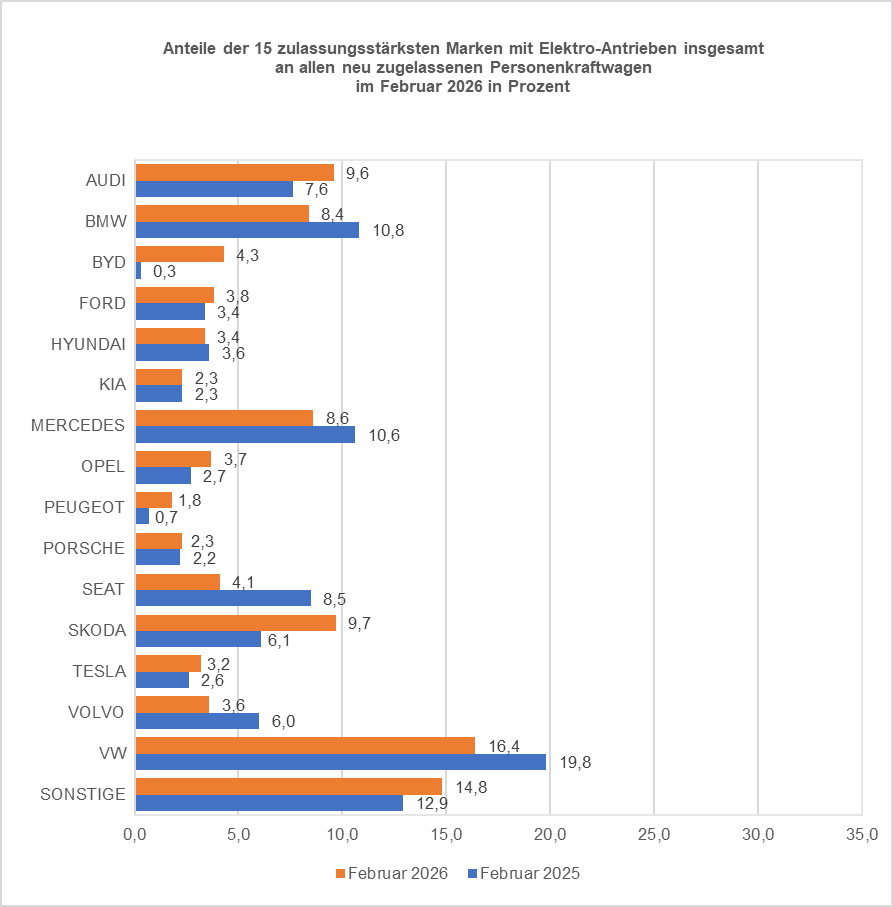 Anteile der 15 zulassungsstärksten Marken mit Elektro-Antrieben insgesamt
an allen neu zugelassenen Personenkraftwagen
im Februar 2026 in Prozent
AUDI
9,6
7,6
BMW
8,4
10,8
BYD
4,3
0,3
FORD
3,8
3,4
HYUNDAI
3,4
3,6
KIA
2,3
2,3
MERCEDES
8,6
10,6
OPEL
3,7
2,7
PEUGEOT
1,8
0,7
PORSCHE
2,3
2,2
SEAT
4,1
8,5
SKODA
9,7
6,1
TESLA
3,2
2,6
VOLVO
3,6
6,0
VW
16,4
19,8
SONSTIGE
14,8
12,9
0,0 5,0 10,0 15,0 20,0 25,0 30,0 35,0
Februar 2026 Februar 2025